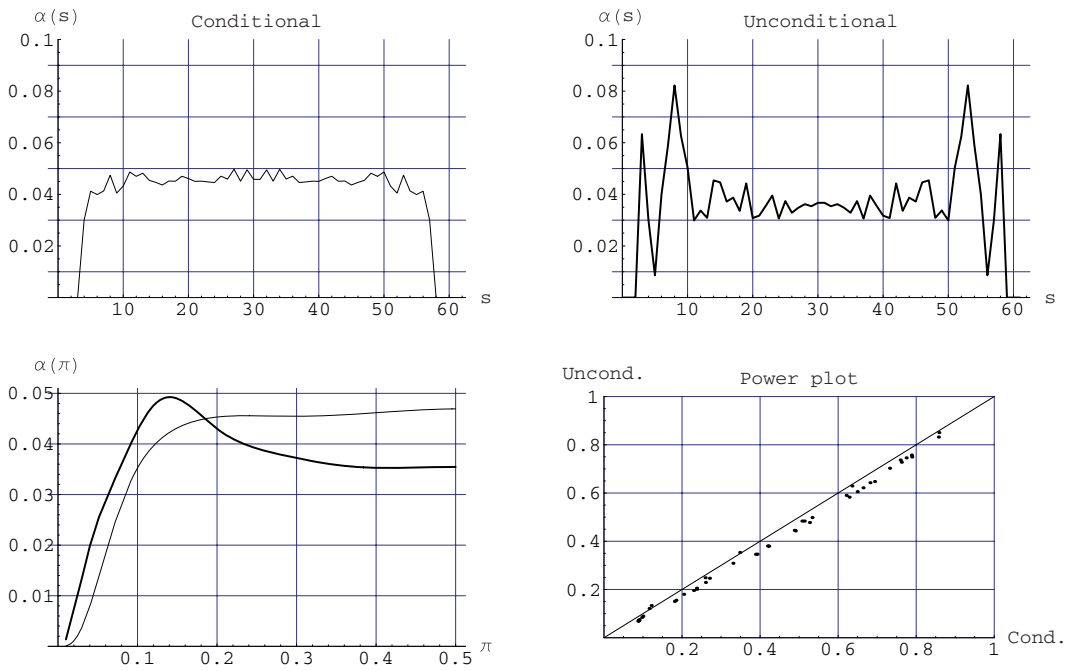 α(s)
Conditional
0.1
0.08
0.06
0.04
0.02
10 20 30 40 50 60 s
α(s)
Unconditional
0.1
0.08
0.06
0.04
0.02
10 20 30 40 50 60 s
α(π)
0.05
0.04
0.03
0.02
0.01
0.1 0.2 0.3 0.4 0.5 π
Uncond.
Power plot
1
0.8
0.6
0.4
0.2
0.2 0.4 0.6 0.8 1 Cond.